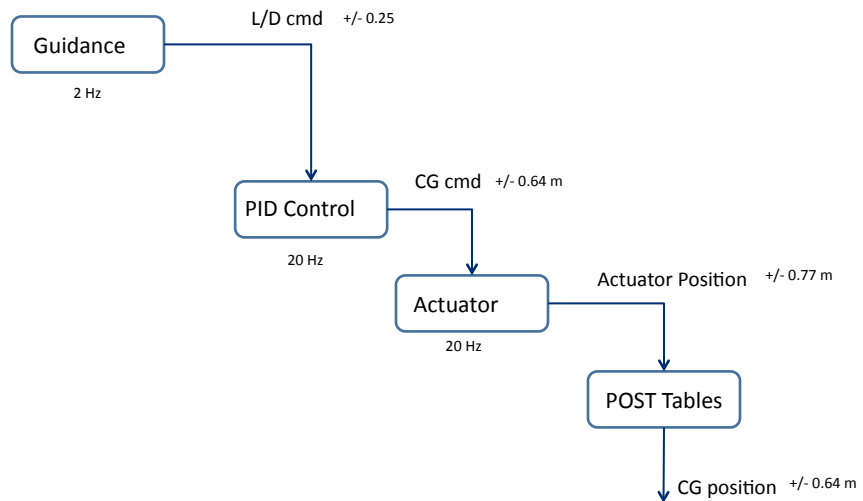 L/D cmd +/- 0.25
Guidance
2 Hz
CG cmd +/- 0.64 m
PID Control
20 Hz
Actuator Position +/- 0.77 m
Actuator
20 Hz
POST Tables
CG position +/- 0.64 m